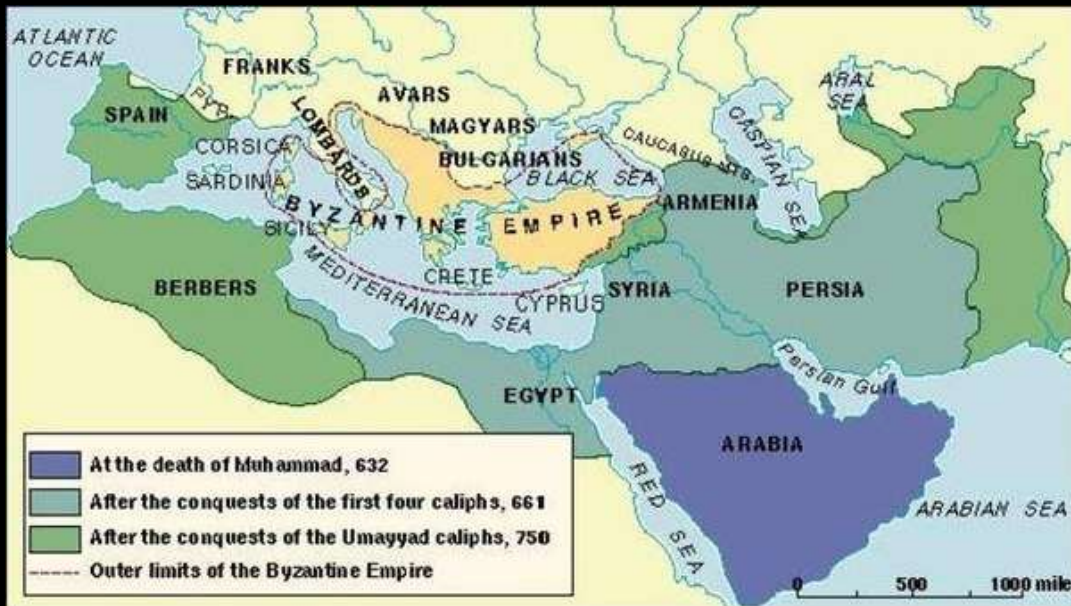 ATLANTIC
OCEAN
FRANKS
AVARS
ARAL
SEA
SPAIN
PYR.
LOMBARDS
MAGYARS
CASPIAN SEA
CORSICA
BULGARIANS
CAUCASUS MTS.
BLACK SEA
SARDINIA
ARMENIA
BYZANTINE EMPIRE
SICILY
MEDITERRANEAN SEA
CRETE
BERBERS
CYPRUS
SYRIA
PERSIA
Persian Gulf
EGYPT
ARABIA
RED SEA
ARABIAN SEA
At the death of Muhammad, 632
After the conquests of the first four caliphs, 661
After the conquests of the Umayyad caliphs, 750
Outer limits of the Byzantine Empire
0 500 1000 mile